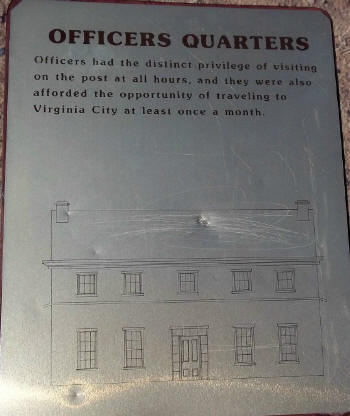 OFFICERS QUARTERS
Officers had the distinct privilege of visiting
on the post at all hours, and they were also
afforded the opportunity of traveling to
Virginia City at least once a month.